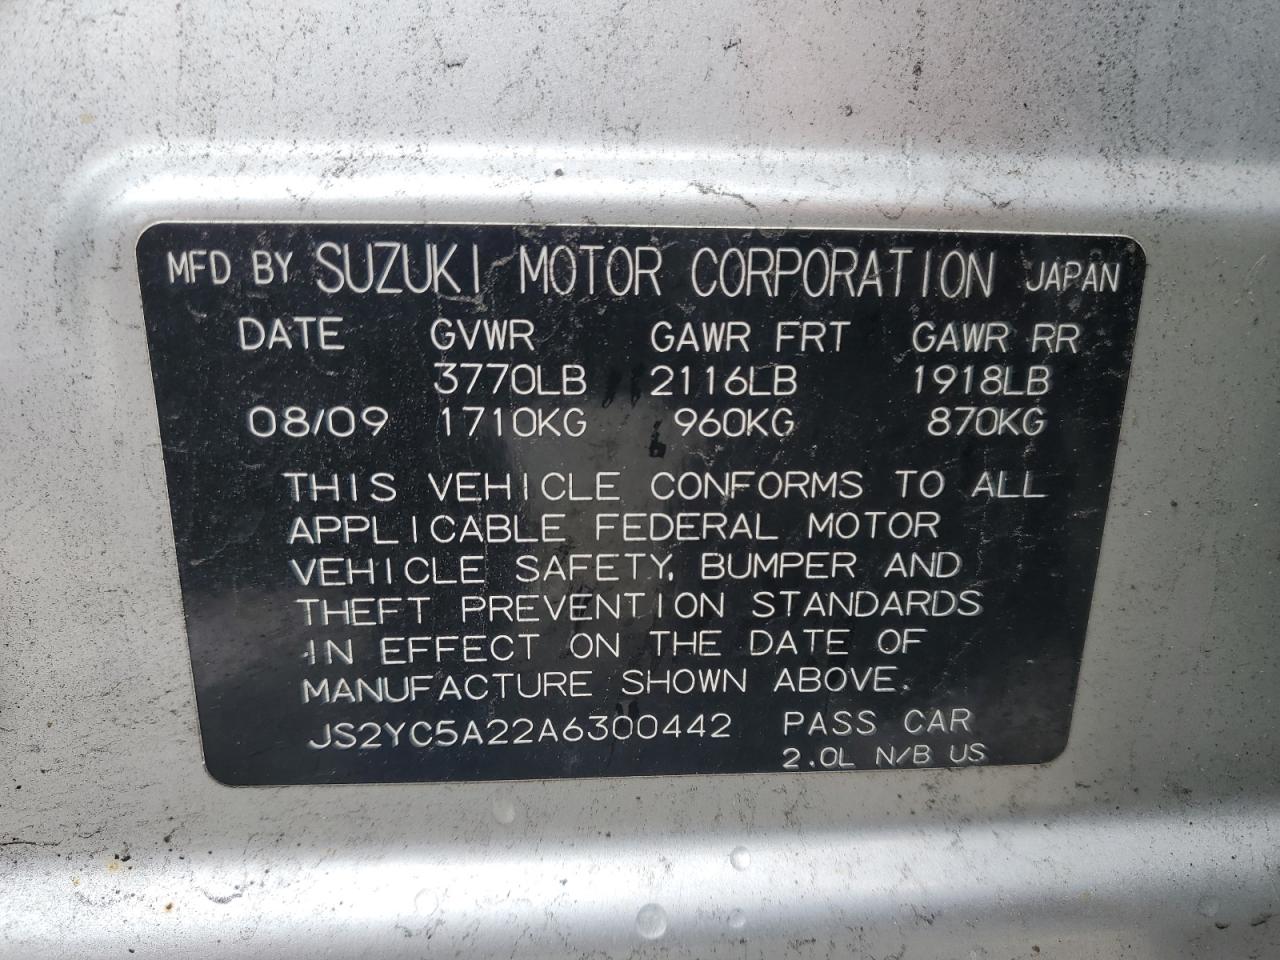 MFD BY SUZUKI MOTOR CORPORATION JAPAN
DATE GVWR GAWR FRT GAWR RR
3770LB 2116LB 1918LB
08/09 1710KG 960KG 870KG
THIS VEHICLE CONFORMS TO ALL
APPLICABLE FEDERAL MOTOR
VEHICLE SAFETY, BUMPER AND
THEFT PREVENTION STANDARDS
IN EFFECT ON THE DATE OF
MANUFACTURE SHOWN ABOVE.
JS2YC5A22A6300442 PASS CAR
2.0L N/B US